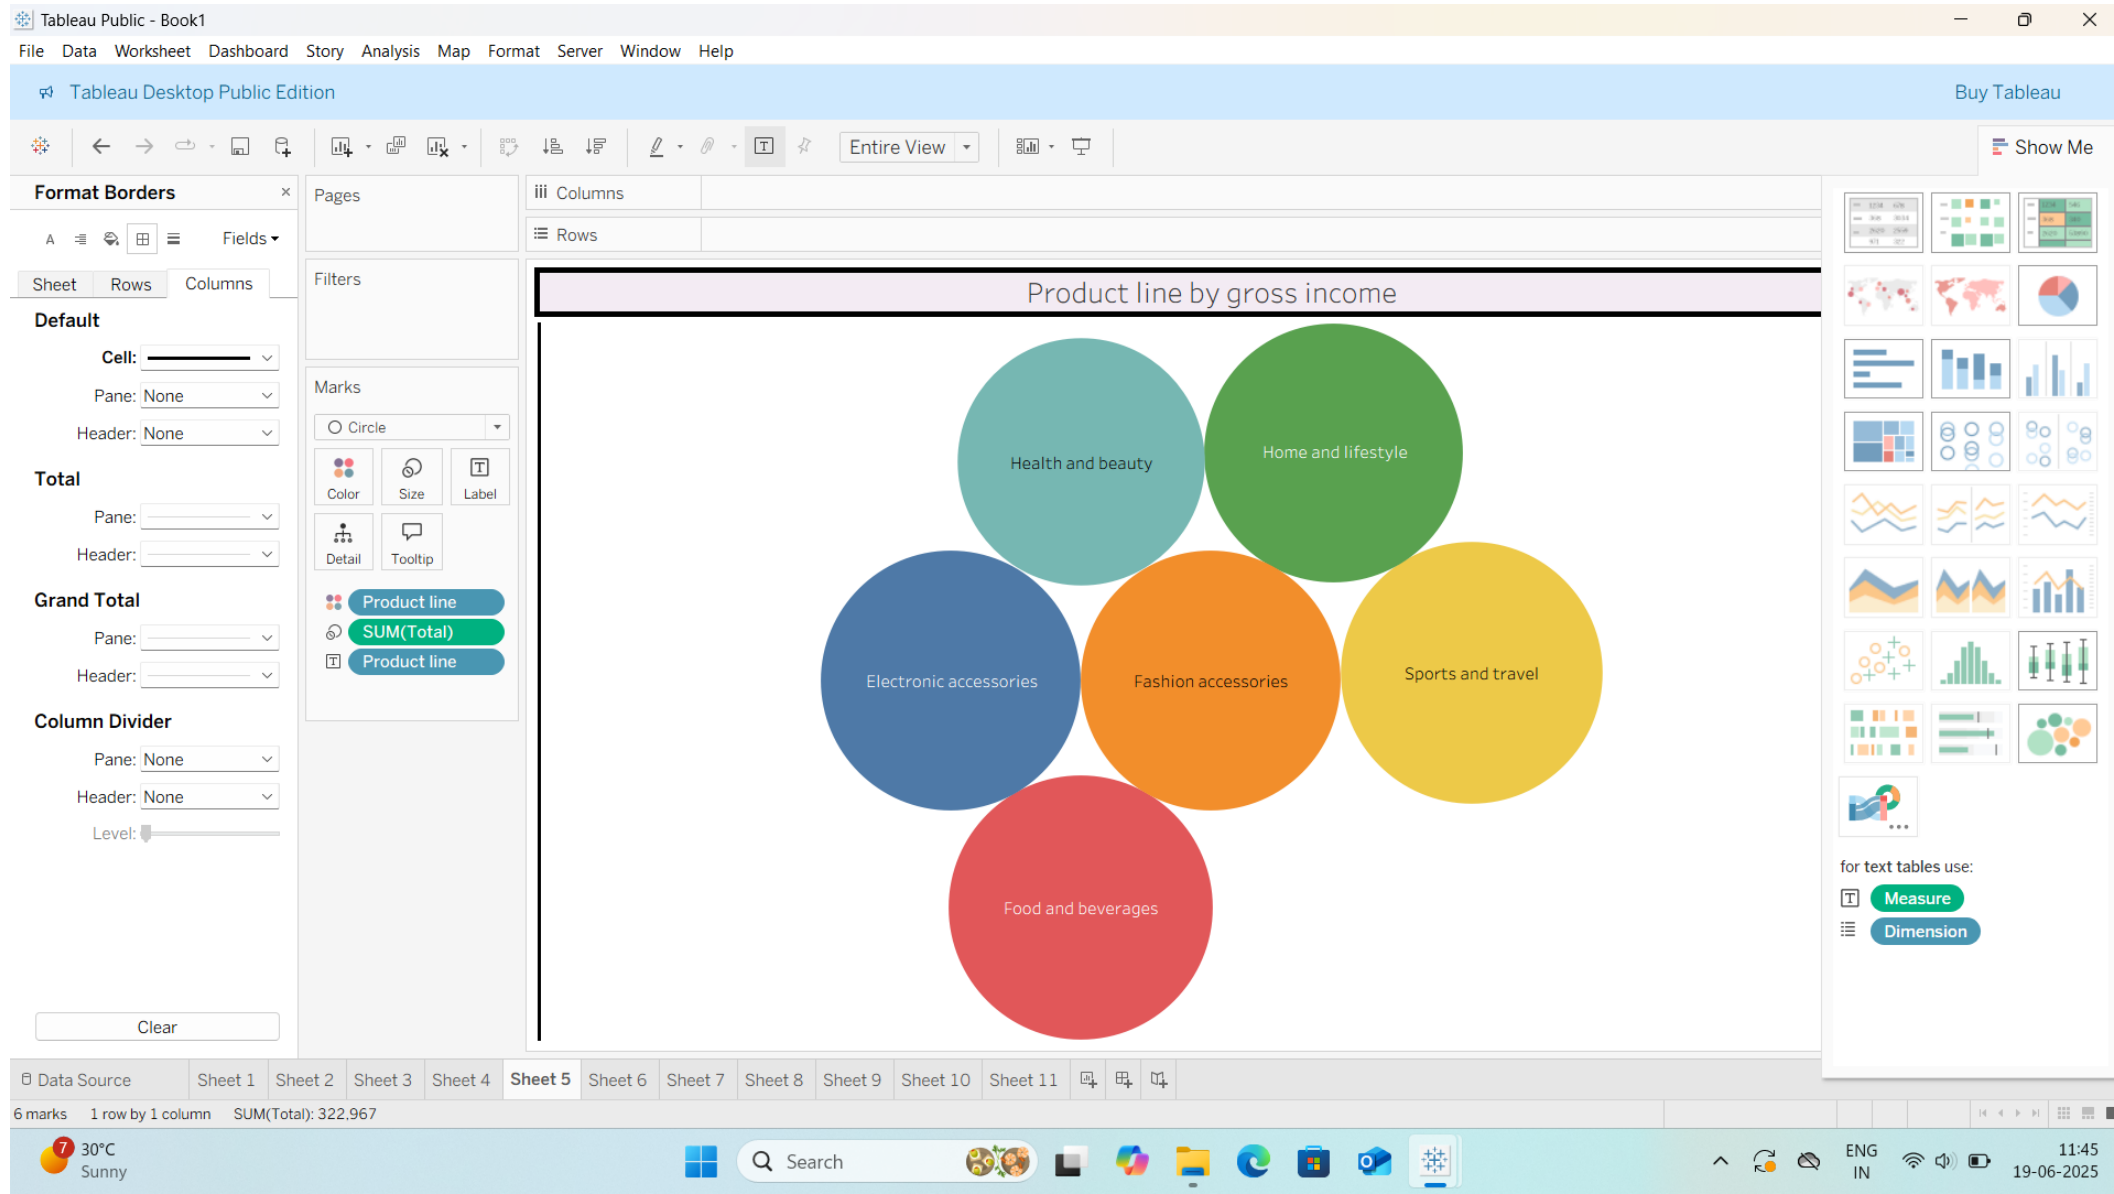 Tableau Public - Book1
File Data Worksheet Dashboard Story Analysis Map Format Server Window Help
Tableau Desktop Public Edition
Buy Tableau
Entire View
Show Me
Format Borders
Fields
Sheet Rows Columns
Default
Cell:
Pane: None
Header: None
Total
Pane:
Header:
Grand Total
Pane:
Header:
Column Divider
Pane: None
Header: None
Level:
Clear
Pages
Filters
Marks
Circle
Color Size Label
Detail Tooltip
Product line
SUM(Total)
Product line
Columns
Rows
Product line by gross income
Health and beauty
Home and lifestyle
Electronic accessories
Fashion accessories
Sports and travel
Food and beverages
for text tables use:
Measure
Dimension
Data Source Sheet 1 Sheet 2 Sheet 3 Sheet 4 Sheet 5 Sheet 6 Sheet 7 Sheet 8 Sheet 9 Sheet 10 Sheet 11
6 marks 1 row by 1 column SUM(Total): 322,967
7
30°C
Sunny
Search
ENG
IN
11:45
19-06-2025